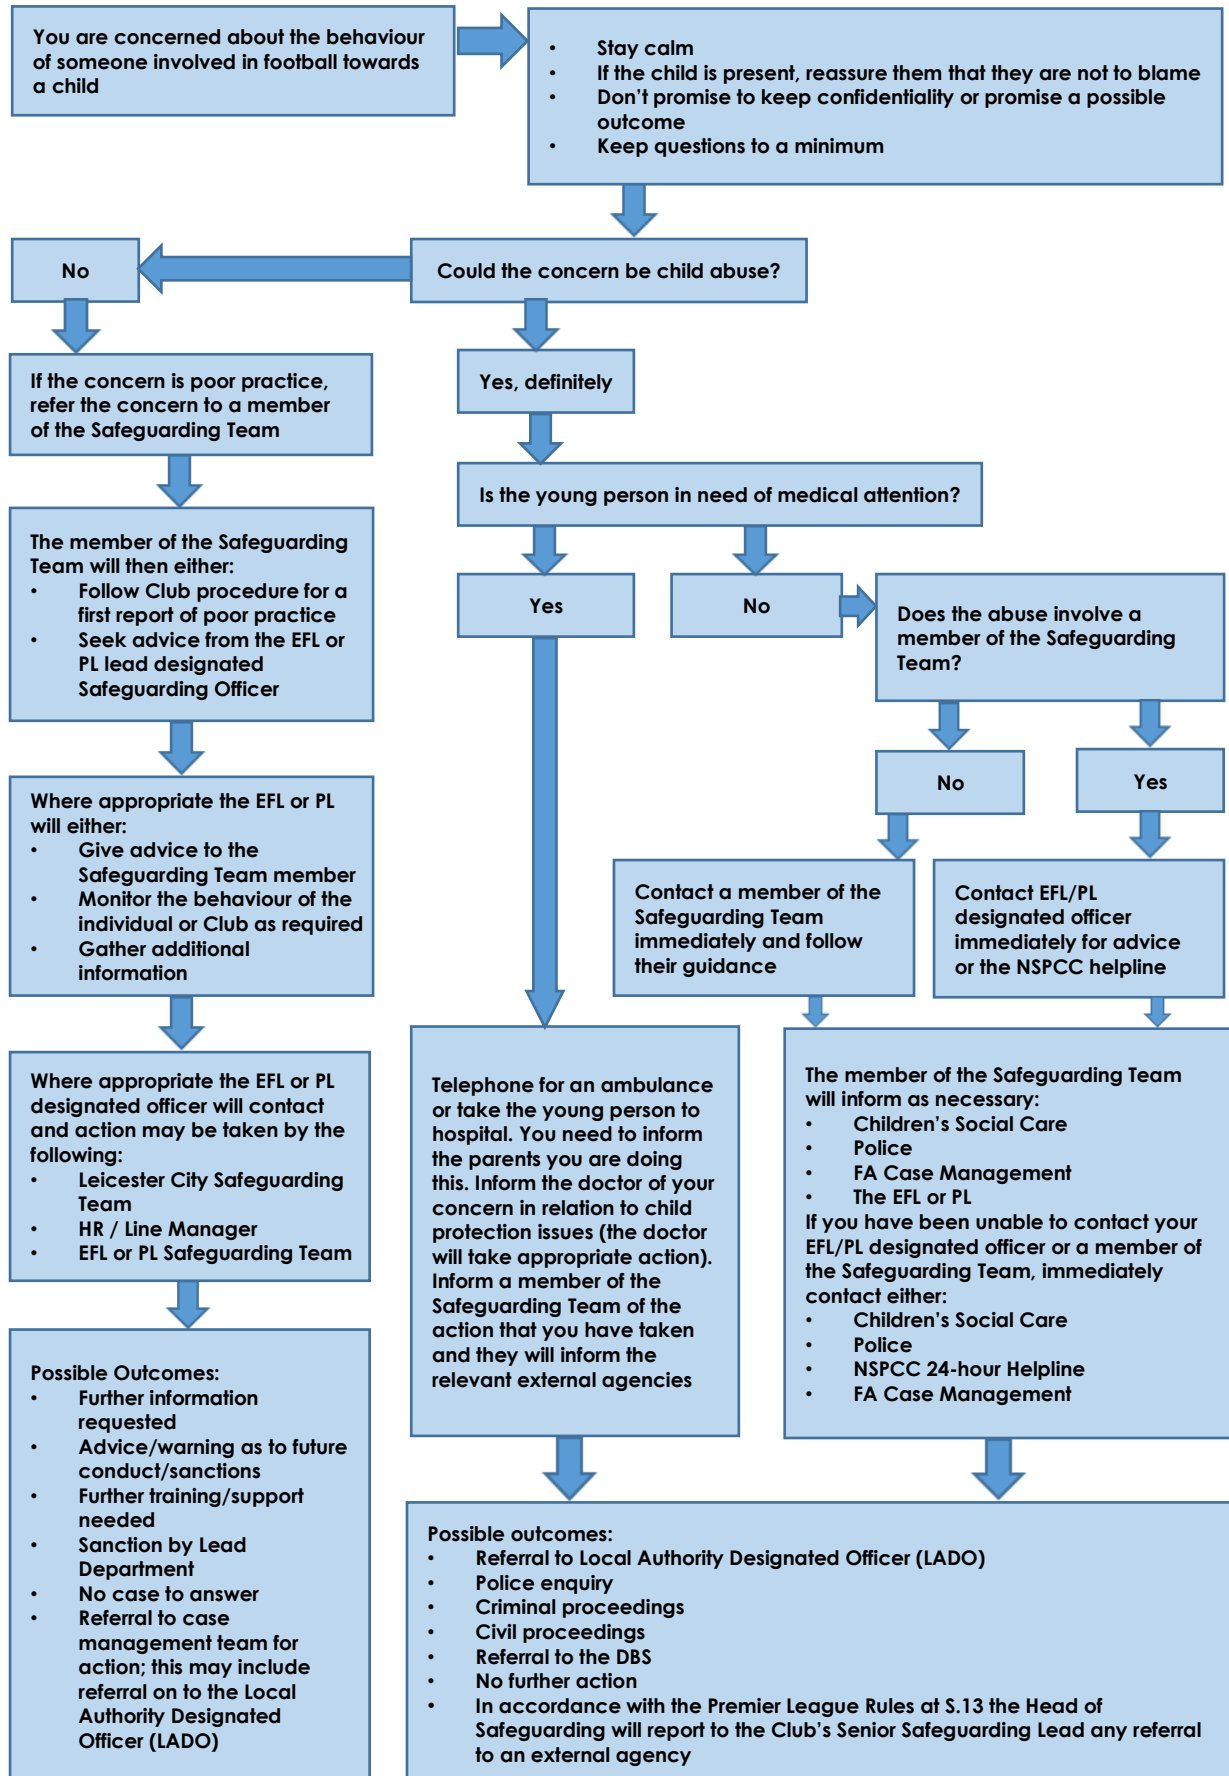 You are concerned about the behaviour
of someone involved in football towards
a child
• Stay calm
• If the child is present, reassure them that they are not to blame
• Don't promise to keep confidentiality or promise a possible
outcome
• Keep questions to a minimum
No
Could the concern be child abuse?
If the concern is poor practice,
refer the concern to a member
of the Safeguarding Team
Yes, definitely
Is the young person in need of medical attention?
The member of the Safeguarding
Team will then either:
• Follow Club procedure for a
first report of poor practice
• Seek advice from the EFL or
PL lead designated
Safeguarding Officer
Yes
No
Does the abuse involve a
member of the Safeguarding
Team?
No
Yes
Where appropriate the EFL or PL
will either:
• Give advice to the
Safeguarding Team member
• Monitor the behaviour of the
individual or Club as required
• Gather additional
information
Contact a member of the
Safeguarding Team
immediately and follow
their guidance
Contact EFL/PL
designated officer
immediately for advice
or the NSPCC helpline
Where appropriate the EFL or PL
designated officer will contact
and action may be taken by the
following:
• Leicester City Safeguarding
Team
• HR / Line Manager
• EFL or PL Safeguarding Team
Telephone for an ambulance
or take the young person to
hospital. You need to inform
the parents you are doing
this. Inform the doctor of your
concern in relation to child
protection issues (the doctor
will take appropriate action).
Inform a member of the
Safeguarding Team of the
action that you have taken
and they will inform the
relevant external agencies
The member of the Safeguarding Team
will inform as necessary:
• Children's Social Care
• Police
• FA Case Management
• The EFL or PL
If you have been unable to contact your
EFL/PL designated officer or a member of
the Safeguarding Team, immediately
contact either:
• Children's Social Care
• Police
• NSPCC 24-hour Helpline
• FA Case Management
Possible Outcomes:
• Further information
requested
• Advice/warning as to future
conduct/sanctions
• Further training/support
needed
• Sanction by Lead
Department
• No case to answer
• Referral to case
management team for
action; this may include
referral on to the Local
Authority Designated
Officer (LADO)
Possible outcomes:
• Referral to Local Authority Designated Officer (LADO)
• Police enquiry
• Criminal proceedings
• Civil proceedings
• Referral to the DBS
• No further action
• In accordance with the Premier League Rules at S.13 the Head of
Safeguarding will report to the Club's Senior Safeguarding Lead any referral
to an external agency